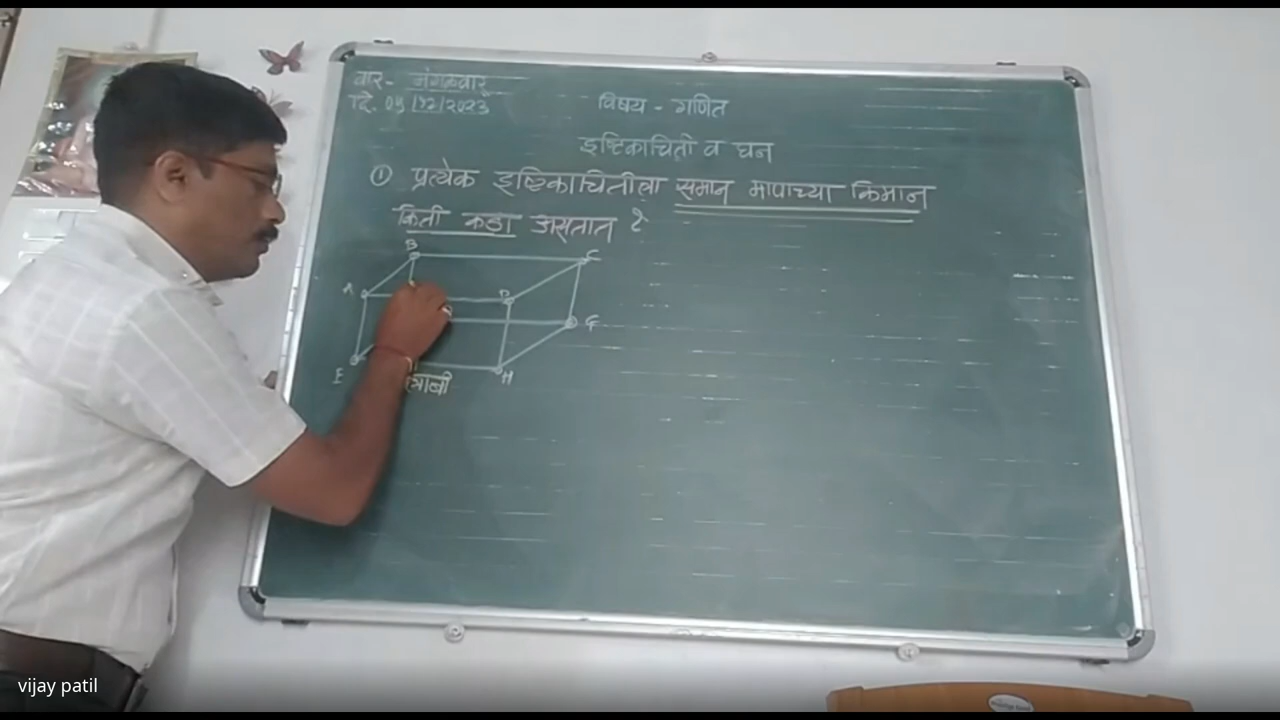 वार- मंगळवार
दि. 05/12/2023
विषय - गणित
इष्टिकाचिती व घन
① प्रत्येक इष्टिकाचितीला समान मापाच्या किमान
किती कडा असतात ?
B
C
A
D
G
E
H
लांबी
vijay patil